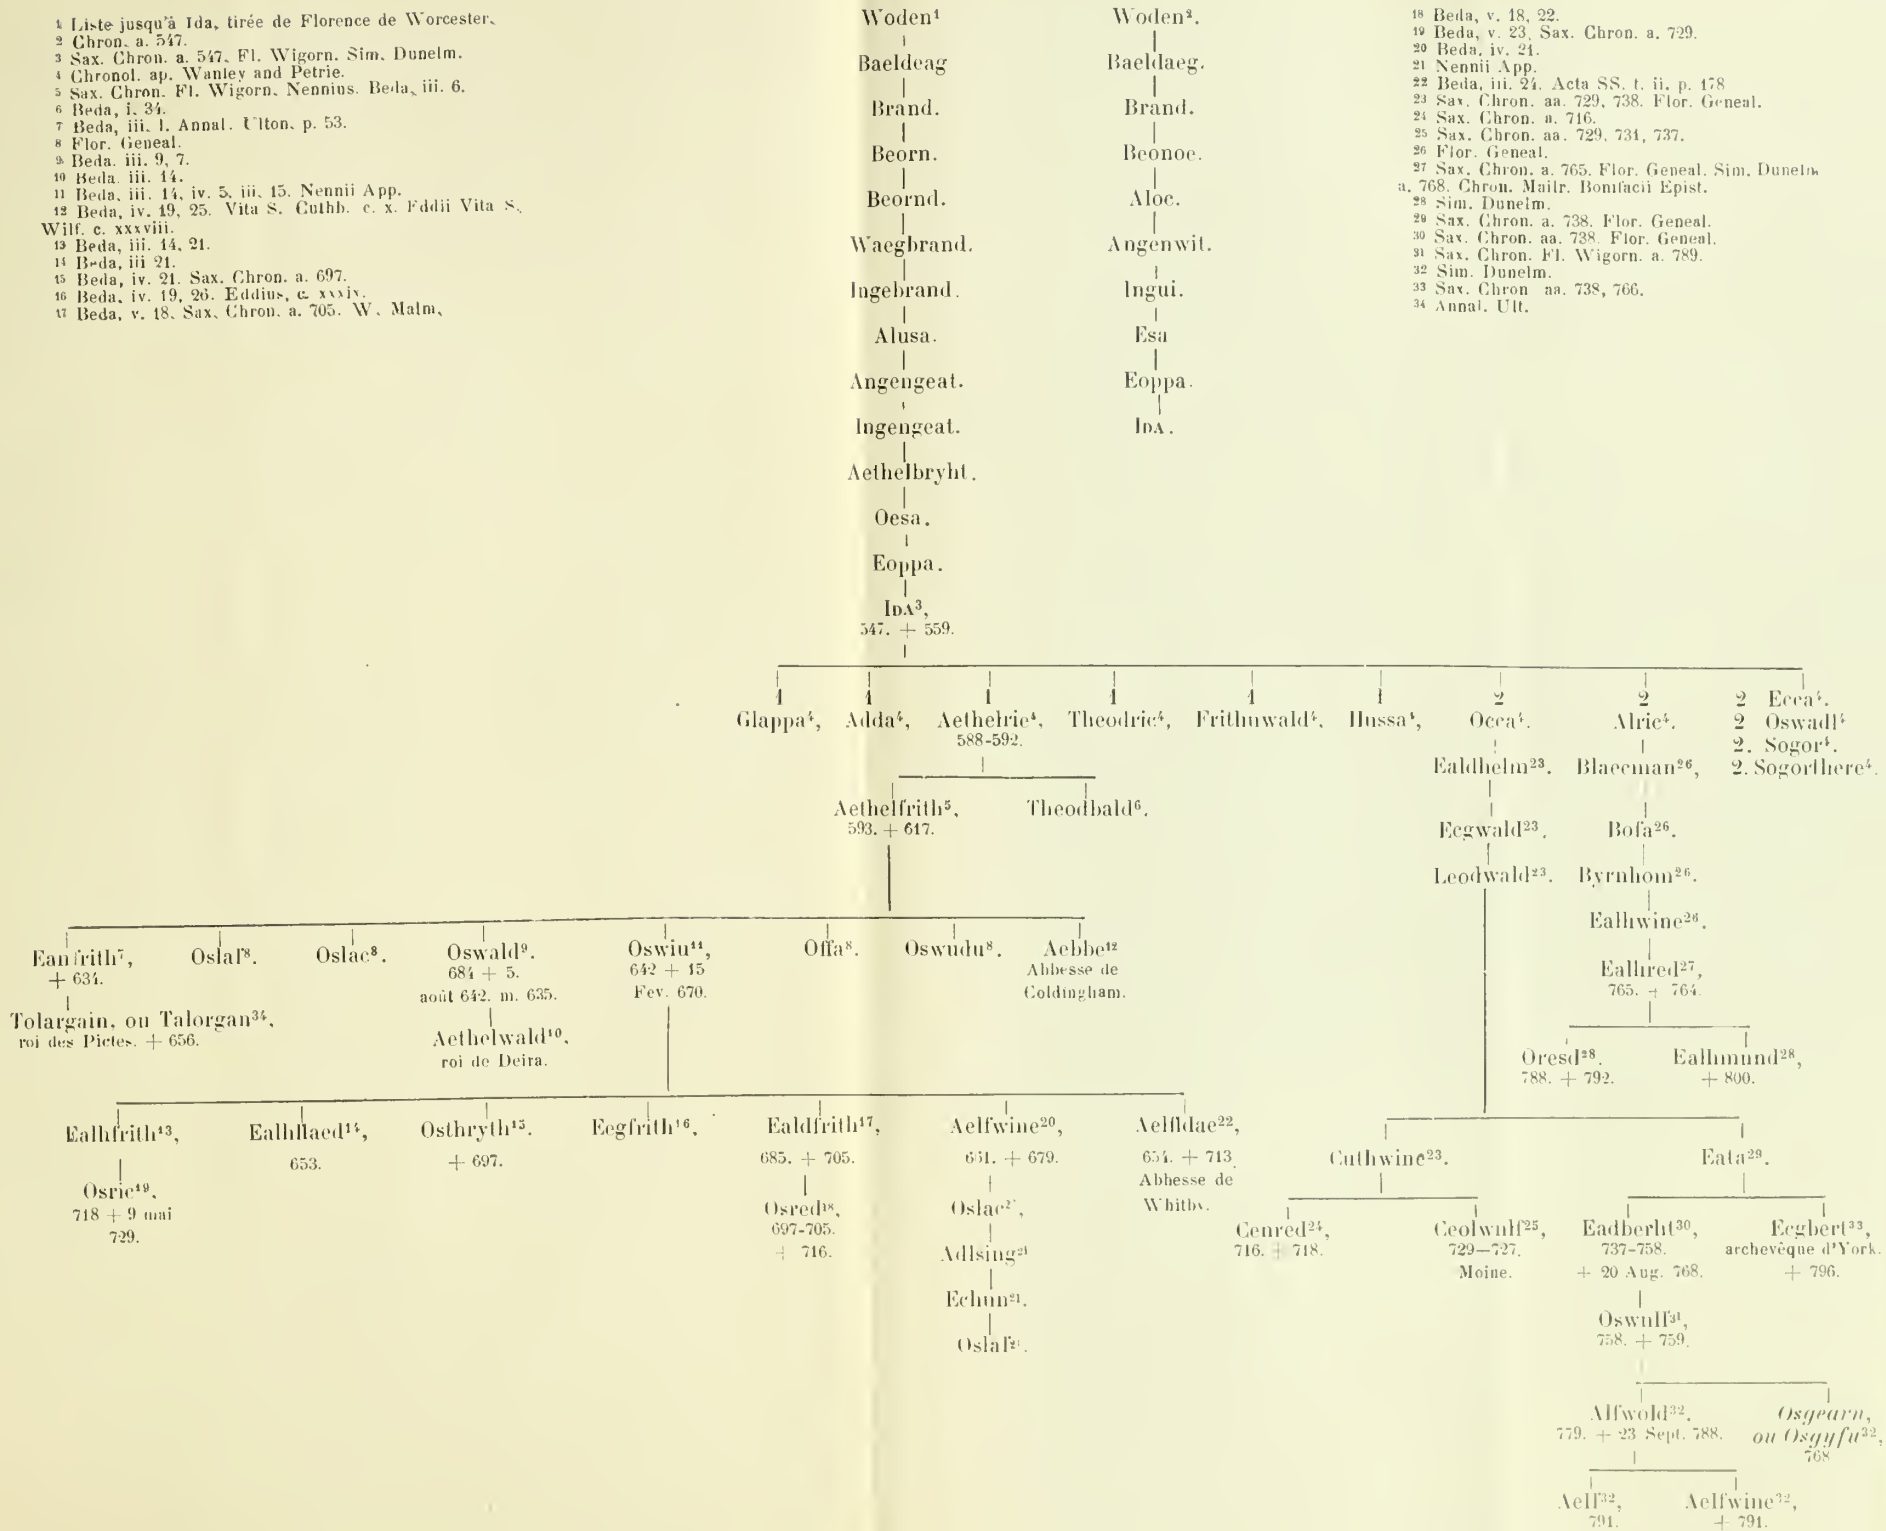 1 Liste jusqu'à Ida, tirée de Florence de Worcester.
2 Chron. a. 547.
3 Sax. Chron. a. 547. Fl. Wigorn. Sim. Dunelm.
4 Chronol. ap. Wanley and Petrie.
5 Sax. Chron. Fl. Wigorn. Nennius. Beda, iii. 6.
6 Beda, i. 34.
7 Beda, iii. 1. Annal. Ulton. p. 53.
8 Flor. Geneal.
9 Beda. iii. 9, 7.
10 Beda. iii. 14.
11 Beda, iii. 14, iv. 5, iii. 15. Nennii App.
12 Beda, iv. 19, 25. Vita S. Cuthb. c. x. Eddii Vita S.
Wilf. c. xxxviii.
13 Beda, iii. 14, 21.
14 Beda, iii 21.
15 Beda, iv. 21. Sax. Chron. a. 697.
16 Beda, iv. 19, 26. Eddius, c. xxxiv.
17 Beda, v. 18. Sax. Chron. a. 705. W. Malm.
18 Beda, v. 18, 22.
19 Beda, v. 23, Sax. Chron. a. 729.
20 Beda, iv. 21.
21 Nennii App.
22 Beda, iii. 24. Acta SS. t. ii. p. 178
23 Sax. Chron. aa. 729, 738. Flor. Geneal.
24 Sax. Chron. a. 716.
25 Sax. Chron. aa. 729, 731, 737.
26 Flor. Geneal.
27 Sax. Chron. a. 765. Flor. Geneal. Sim. Dunelm
a. 768. Chron. Mailr. Bonifacii Epist.
28 Sim. Dunelm.
29 Sax. Chron. a. 738. Flor. Geneal.
30 Sax. Chron. aa. 738. Flor. Geneal.
31 Sax. Chron. Fl. Wigorn. a. 789.
32 Sim. Dunelm.
33 Sax. Chron aa. 738, 766.
34 Annal. Ult.
Woden1
Baeldeag
Brand.
Beorn.
Beornd.
Waegbrand.
Ingebrand.
Alusa.
Angengeat.
Ingengeat.
Aethelbryht.
Oesa.
Eoppa.
IDA3,
547. + 559.
Woden2.
Baeldaeg.
Brand.
Beonoc.
Aloc.
Angenwit.
Ingui.
Esa
Eoppa.
IDA.
1 1 1 1 1 1 2 2 2 Ecca4.
Glappa4, Adda4, Aethelric4, Theodric4, Frithuwald4. Hussa4, Occa4. Alric4. 2 Oswadl4
588-592. 2. Sogor4.
2. Sogorthere4.
Ealdhelm23. Blaecman26,
Aethelfrith5, Theodbald6.
593. + 617.
Ecgwald23. Bofa26.
Leodwald23. Byrnhom26.
Ealhwine26.
Ealhred27,
765. + 764.
Oresd28. Ealhmund28,
788. + 792. + 800.
Eanfrith7, Oslaf8. Oslac8. Oswald9. Oswiu11, Offa8. Oswudu8. Aebbe12
+ 634. 684 + 5. 642 + 15 Abbesse de
août 642. m. 635. Fev. 670. Coldingham.
Tolargain, ou Talorgan34,
roi des Pictes. + 656.
Aethelwald10,
roi de Deira.
Ealhfrith13, Ealhflaed14, Osthryth15. Ecgfrith16, Ealdfrith17, Aelfwine20, Aelfldae22,
653. + 697. 685. + 705. 661. + 679. 654. + 713
Abbesse de
Whitby.
Osric19,
718 + 9 mai
729.
Osred18,
697-705.
+ 716.
Oslac21,
Adlsing21
Echun21.
Oslaf21.
Cuthwine23. Eata29.
Cenred24, Ceolwulf25, Eadberht30, Ecgbert33,
716. + 718. 729—727. 737-758. archevêque d'York.
Moine. + 20 Aug. 768. + 796.
Oswulf31,
758. + 759.
Alfwold32, Osgearn,
779. + 23 Sept. 788. ou Osgyfu32,
768
Aelf32, Aelfwine32,
791. + 791.